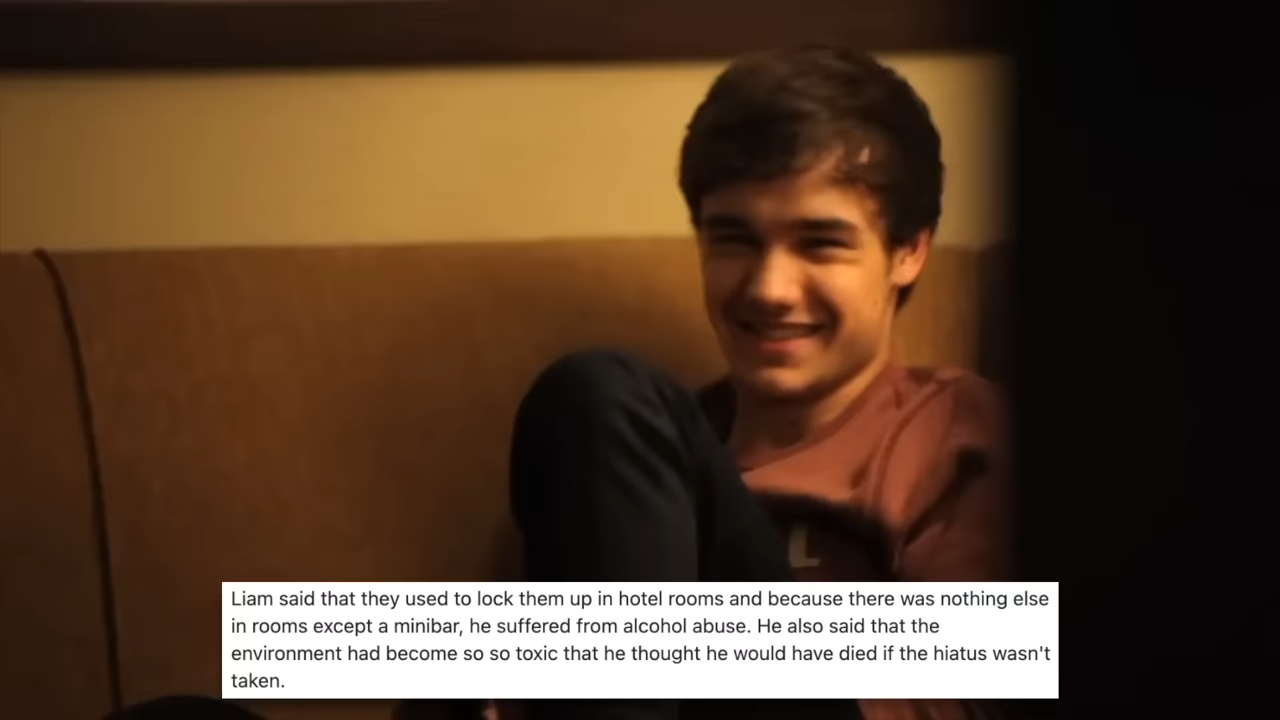 L
Liam said that they used to lock them up in hotel rooms and because there was nothing else
in rooms except a minibar, he suffered from alcohol abuse. He also said that the
environment had become so so toxic that he thought he would have died if the hiatus wasn't
taken.